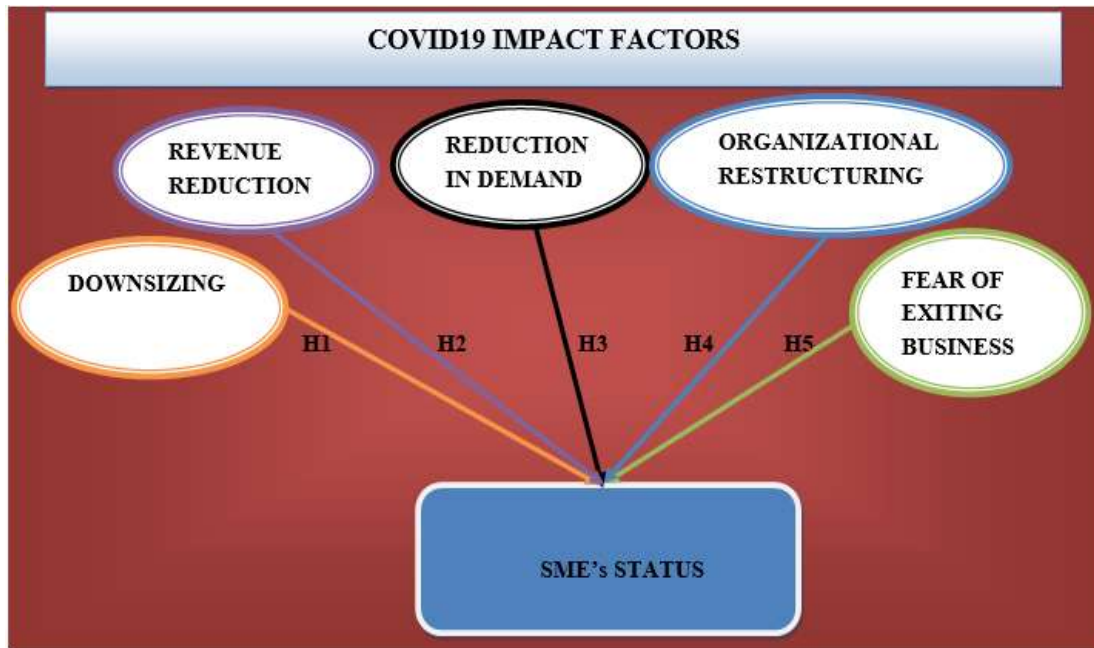 COVID19 IMPACT FACTORS
REVENUE
REDUCTION
REDUCTION
IN DEMAND
ORGANIZATIONAL
RESTRUCTURING
DOWNSIZING
FEAR OF
EXITING
BUSINESS
H1
H2
H3
H4
H5
SME's STATUS